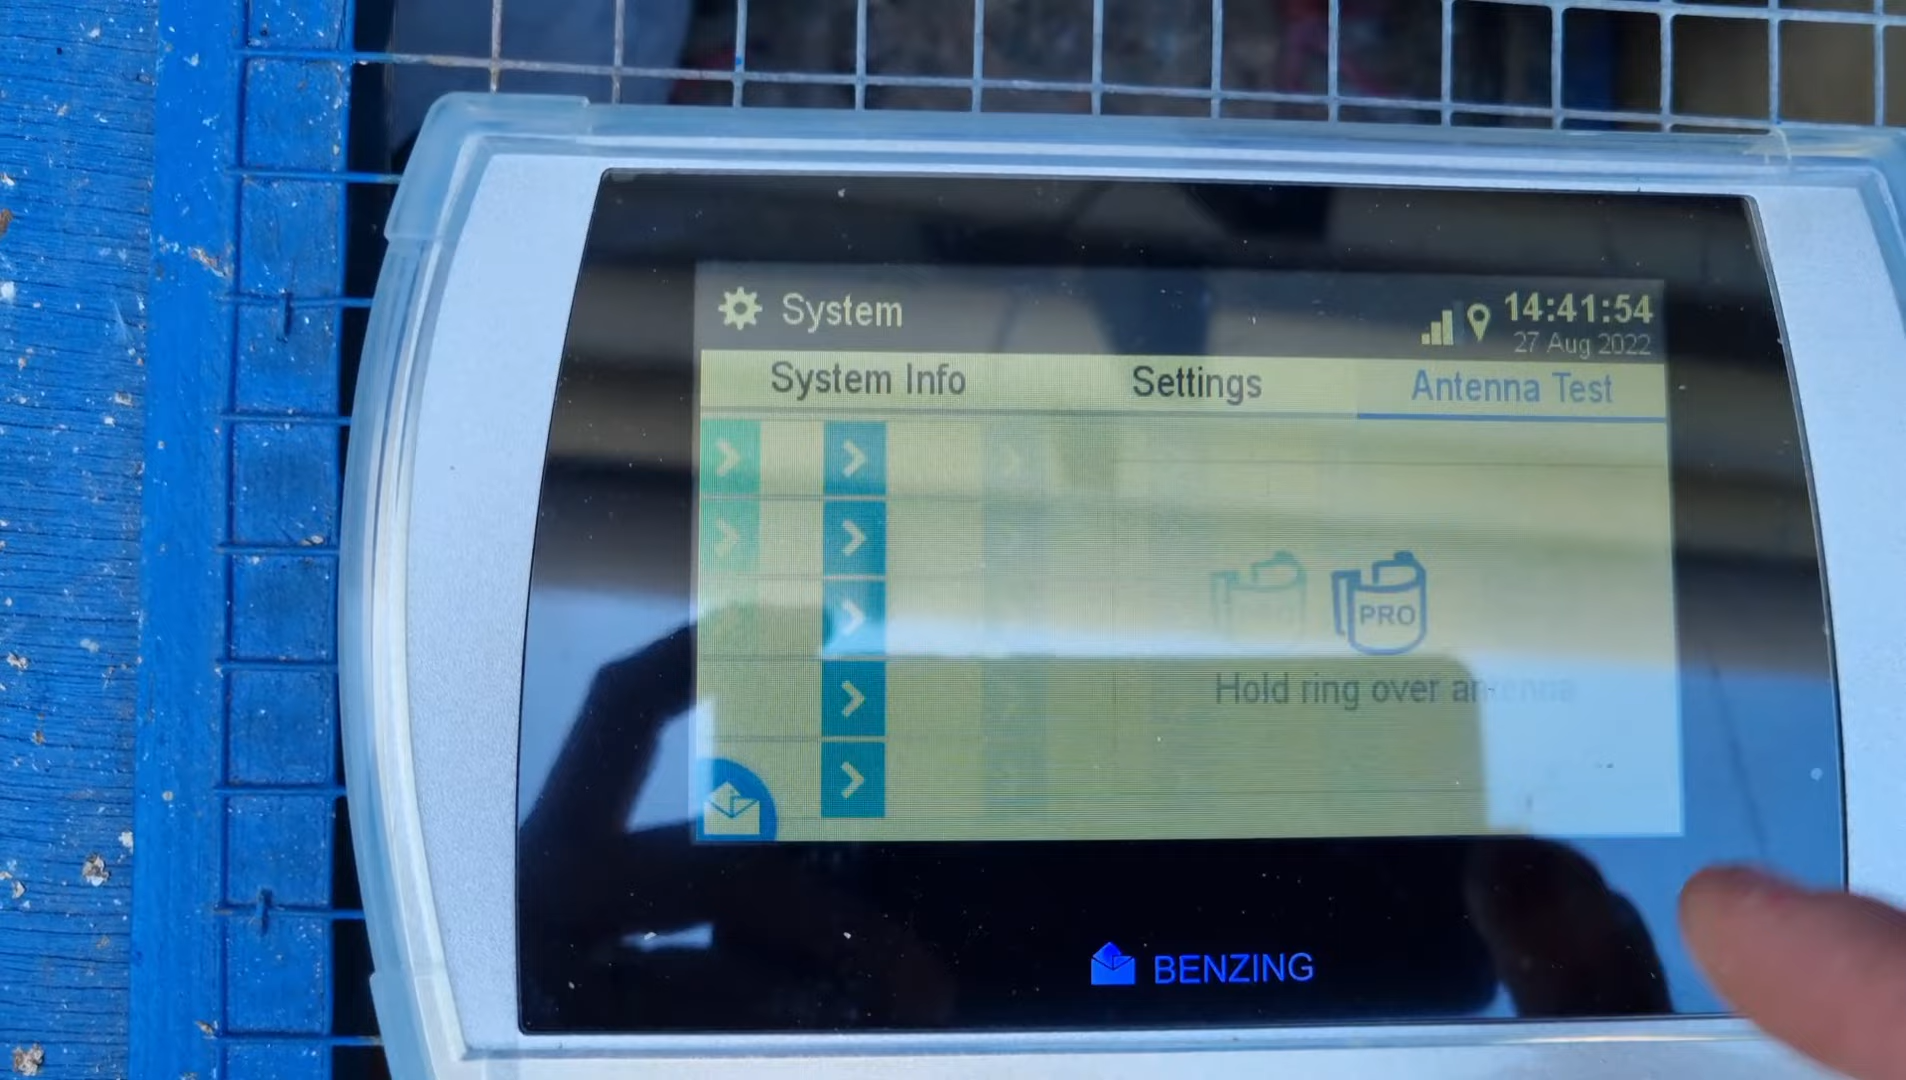 System
14:41:54
27 Aug 2022
System Info
Settings
Antenna Test
PRO
Hold ring over antenna
BENZING